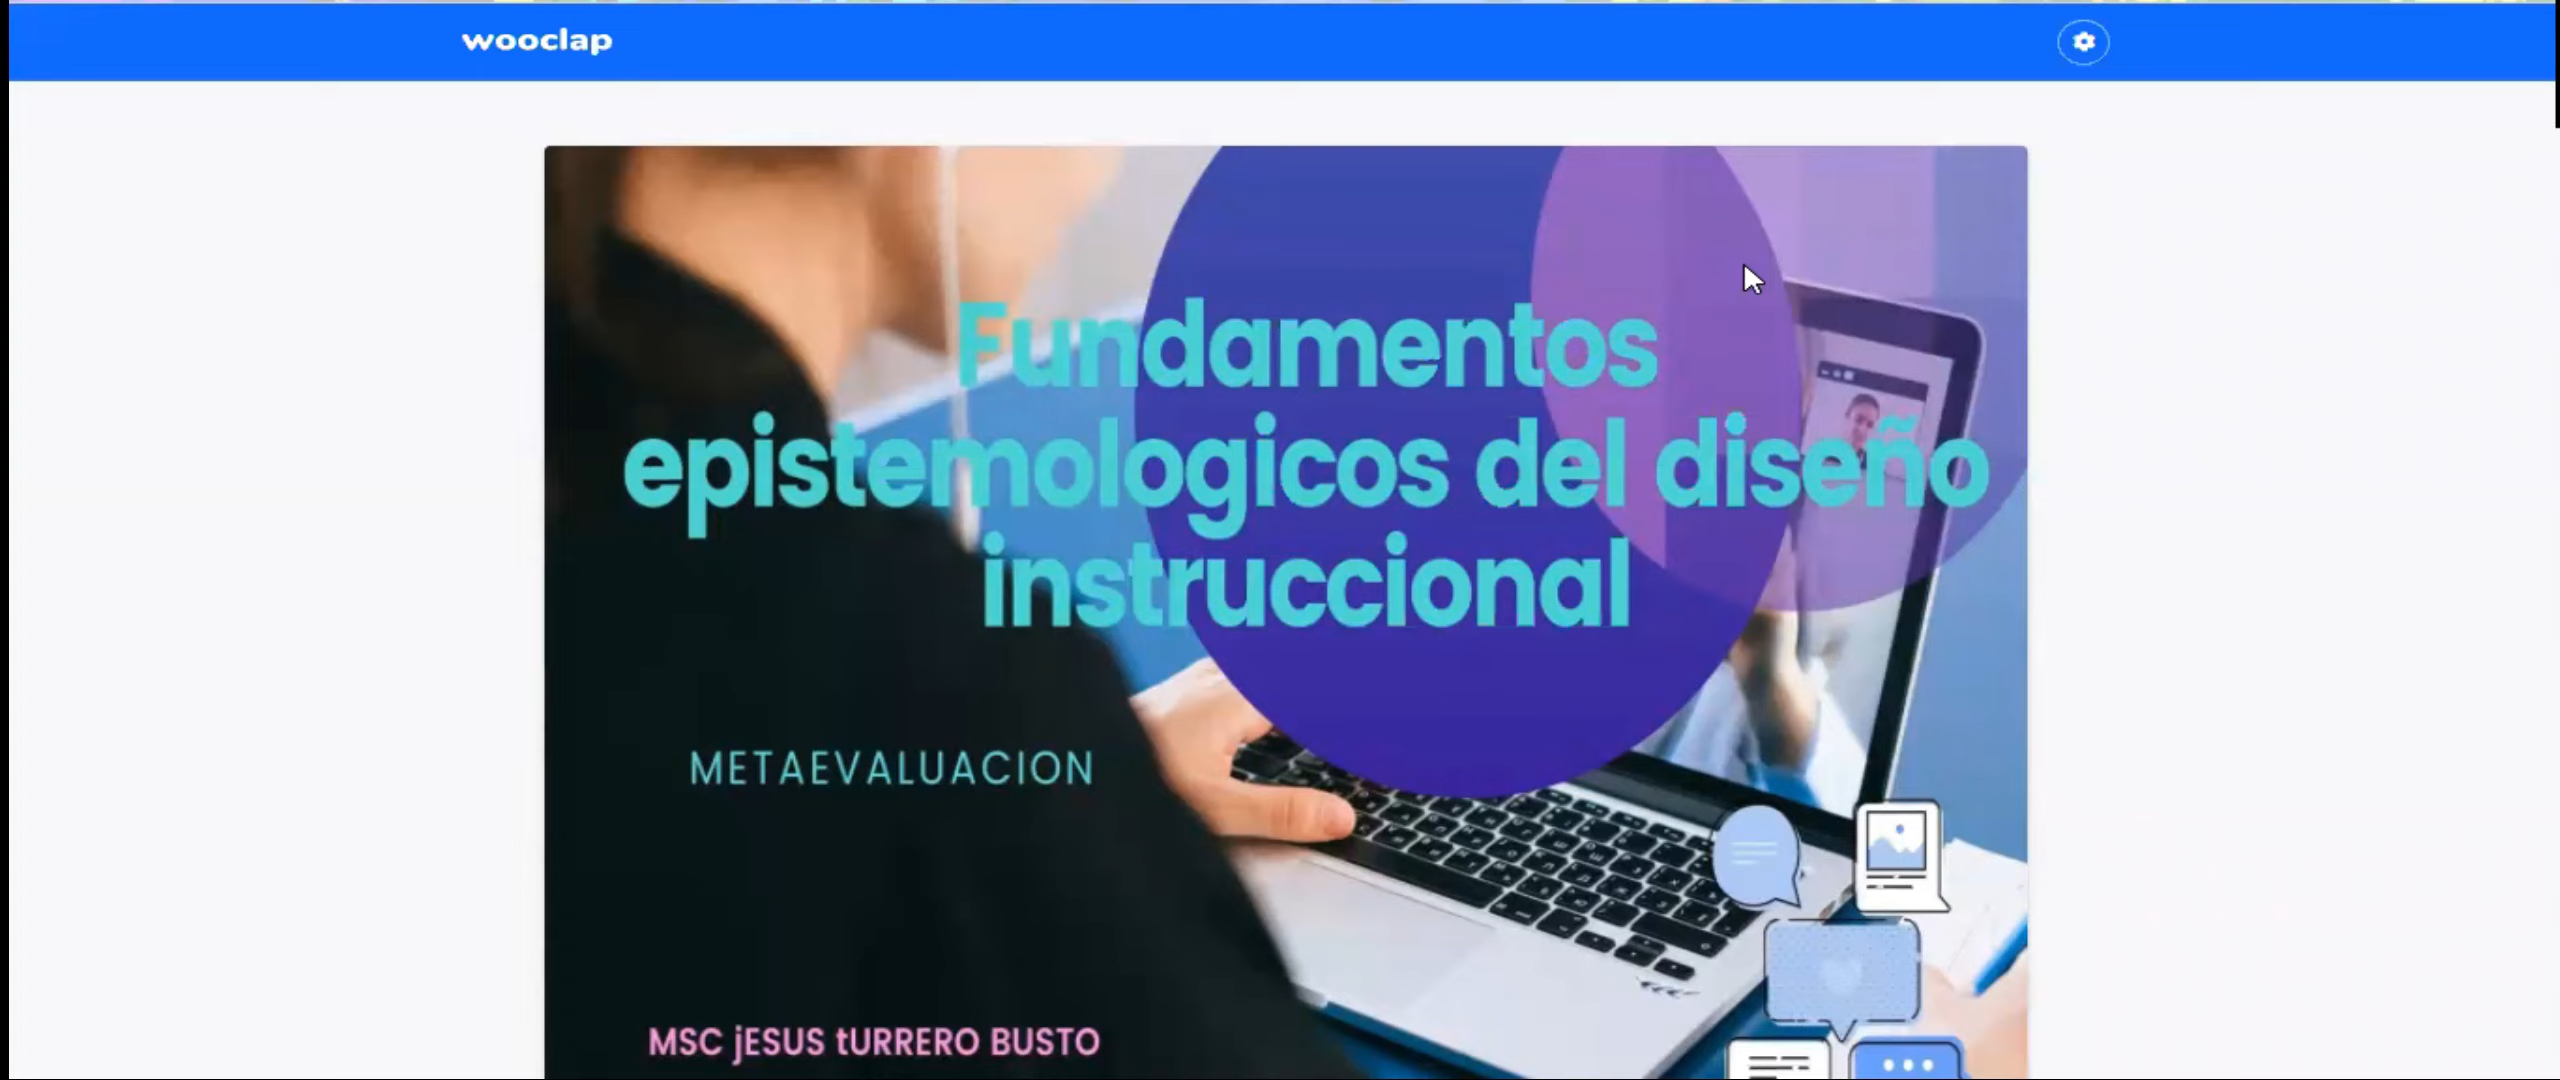 wooclap
Fundamentos
epistemologicos del diseño
instruccional
METAEVALUACION
MSC jESUS tURRERO BUSTO